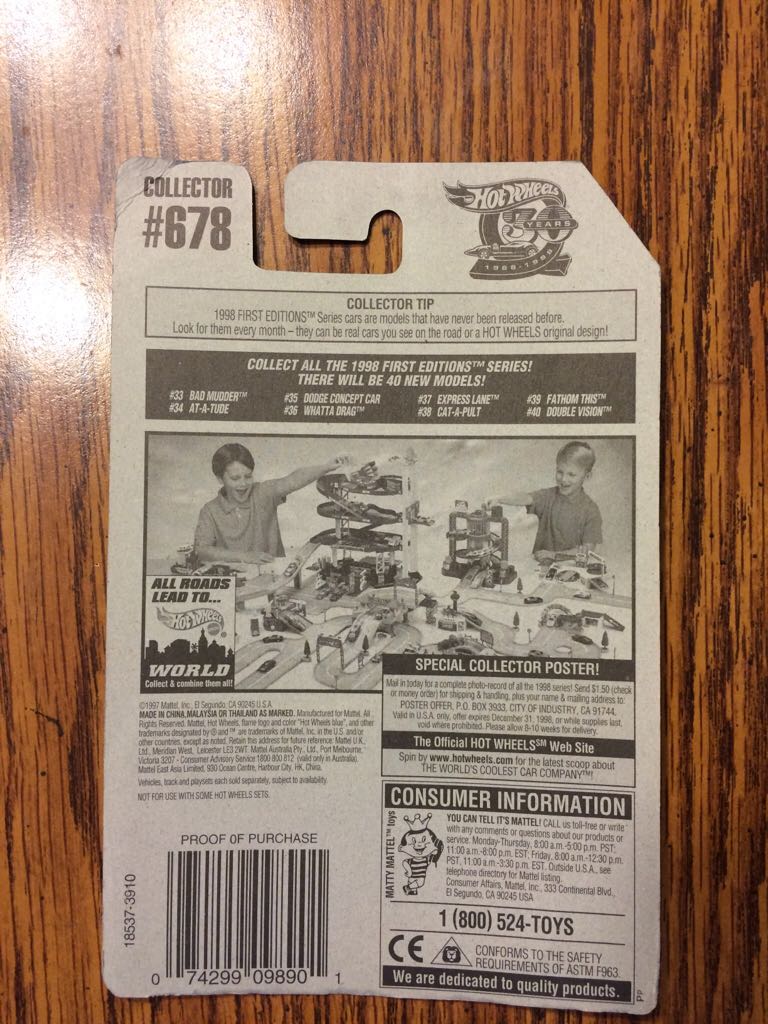 COLLECTOR
#678
Hot Wheels
30
YEARS
1968-1998
COLLECTOR TIP
1998 FIRST EDITIONS™ Series cars are models that have never been released before.
Look for them every month – they can be real cars you see on the road or a HOT WHEELS original design!
COLLECT ALL THE 1998 FIRST EDITIONS™ SERIES!
THERE WILL BE 40 NEW MODELS!
#33 BAD MUDDER™ #35 DODGE CONCEPT CAR #37 EXPRESS LANE™ #39 FATHOM THIS™
#34 AT-A-TUDE #36 WHATTA DRAG™ #38 CAT-A-PULT #40 DOUBLE VISION™
ALL ROADS
LEAD TO...
Hot Wheels
WORLD
Collect & combine them all!
©1997 Mattel, Inc., El Segundo, CA 90245 U.S.A.
MADE IN CHINA, MALAYSIA OR THAILAND AS MARKED. Manufactured for Mattel. All
Rights Reserved. Mattel, Hot Wheels, flame logo and color "Hot Wheels blue", and other
trademarks designated by ® and ™ are trademarks of Mattel, Inc. in the U.S. and/or
other countries, except as noted. Retain this address for future reference: Mattel U.K.,
Ltd., Meridian West, Leicester LE3 2WT. Mattel Australia Pty., Ltd., Port Melbourne,
Victoria 3207 - Consumer Advisory Service 1800 800 812 (valid only in Australia).
Mattel East Asia Limited, 930 Ocean Centre, Harbour City, HK, China.
Vehicles, track and playsets each sold separately, subject to availability.
NOT FOR USE WITH SOME HOT WHEELS SETS.
SPECIAL COLLECTOR POSTER!
Mail in today for a complete photo-record of all the 1998 series! Send $1.50 (check
or money order) for shipping & handling, plus your name & mailing address to:
POSTER OFFER, P.O. BOX 3933, CITY OF INDUSTRY, CA 91744.
Valid in U.S.A. only, offer expires December 31, 1998, or while supplies last,
void where prohibited. Please allow 8-10 weeks for delivery.
The Official HOT WHEELS℠ Web Site
Spin by www.hotwheels.com for the latest scoop about
THE WORLD'S COOLEST CAR COMPANY™!
CONSUMER INFORMATION
MATTY MATTEL™ toys
YOU CAN TELL IT'S MATTEL! CALL us toll-free or write
with any comments or questions about our products or
service. Monday-Thursday, 8:00 a.m.-5:00 p.m. PST;
11:00 a.m.-8:00 p.m. EST; Friday, 8:00 a.m.-12:30 p.m.
PST, 11:00 a.m.-3:30 p.m. EST. Outside U.S.A., see
telephone directory for Mattel listing.
Consumer Affairs, Mattel, Inc., 333 Continental Blvd.,
El Segundo, CA 90245 USA
1 (800) 524-TOYS
CE
CONFORMS TO THE SAFETY
REQUIREMENTS OF ASTM F963.
We are dedicated to quality products.
PP
PROOF OF PURCHASE
18537-3910
0 74299 09890 1